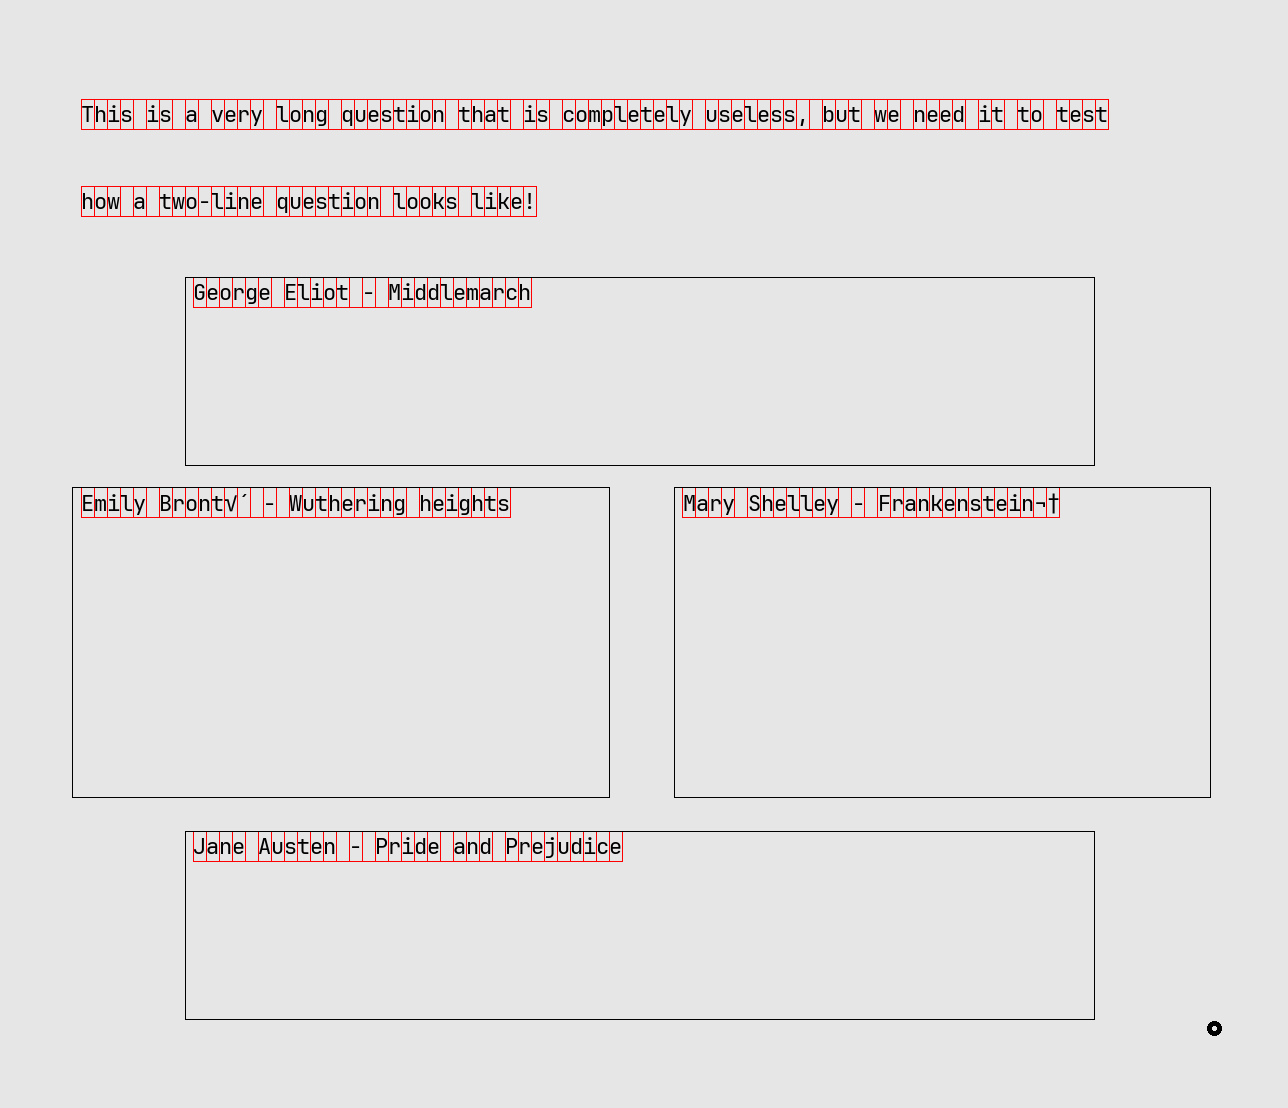 This is a very long question that is completely useless, but we need it to test
how a two-line question looks like!
George Eliot - Middlemarch
Emily Bront√´ - Wuthering heights
Mary Shelley - Frankenstein¬†
Jane Austen - Pride and Prejudice